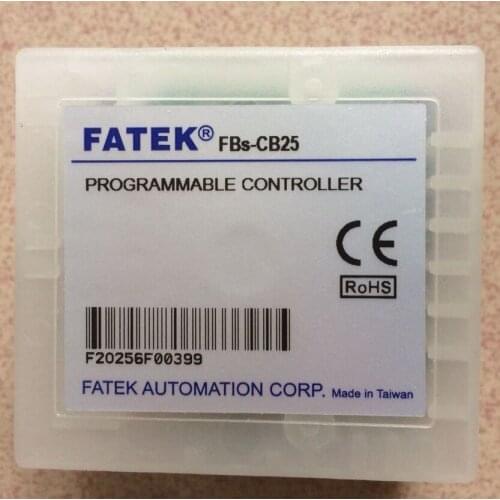 FATEK® FBs-CB25
PROGRAMMABLE CONTROLLER
CE
RoHS
F20256F00399
FATEK AUTOMATION CORP. Made in Taiwan